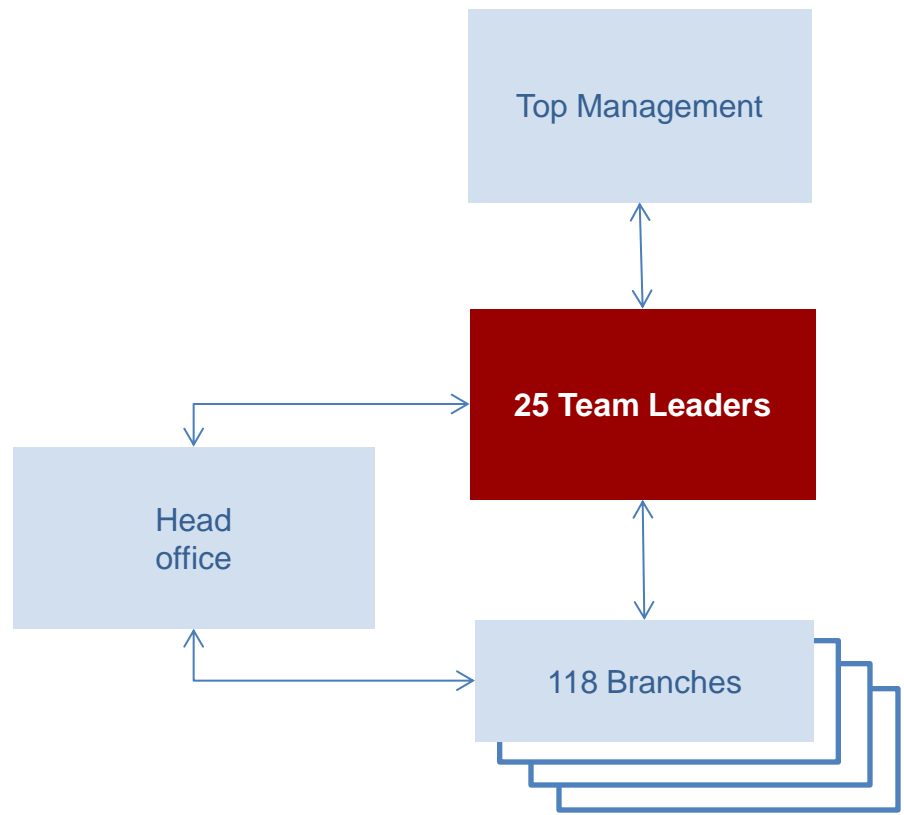 Top Management
25 Team Leaders
Head
office
118 Branches